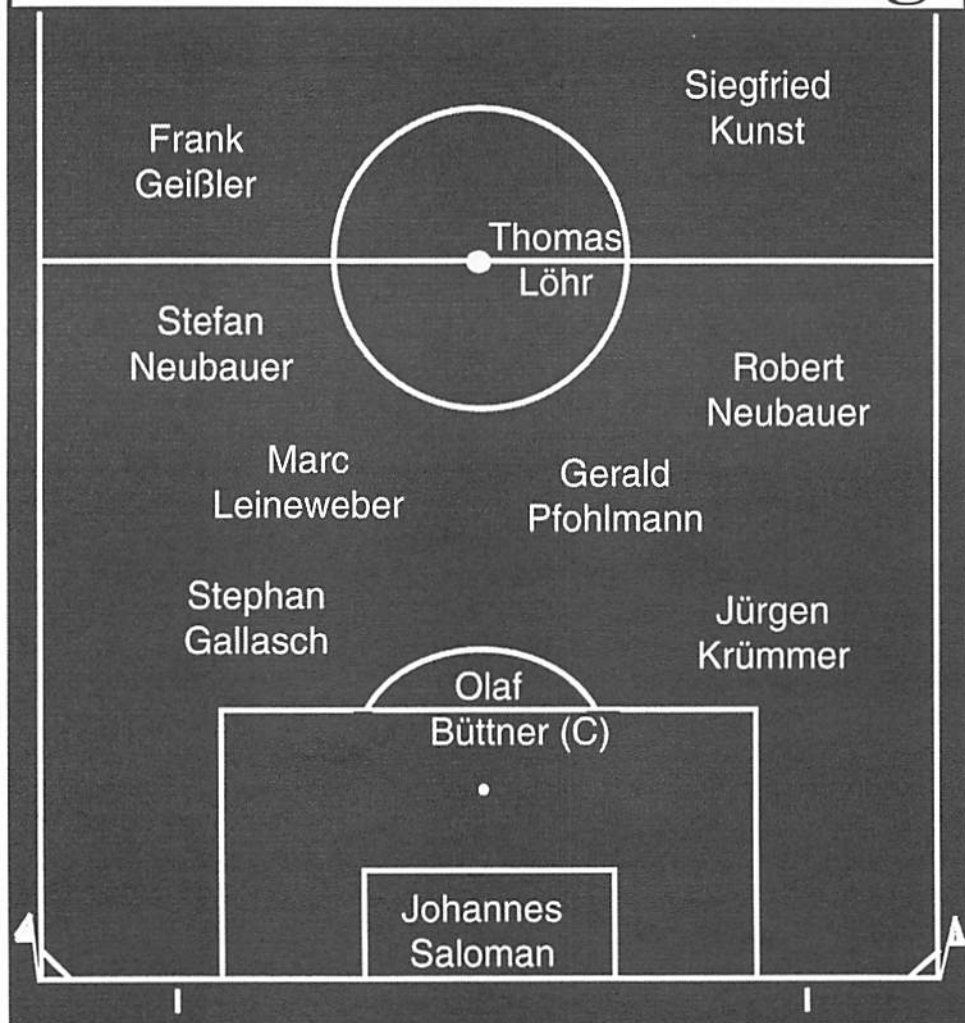 Siegfried
Kunst
Frank
Geißler
Thomas
Löhr
Stefan
Neubauer
Robert
Neubauer
Marc
Leineweber
Gerald
Pfohlmann
Stephan
Gallasch
Jürgen
Krümmer
Olaf
Büttner (C)
Johannes
Saloman